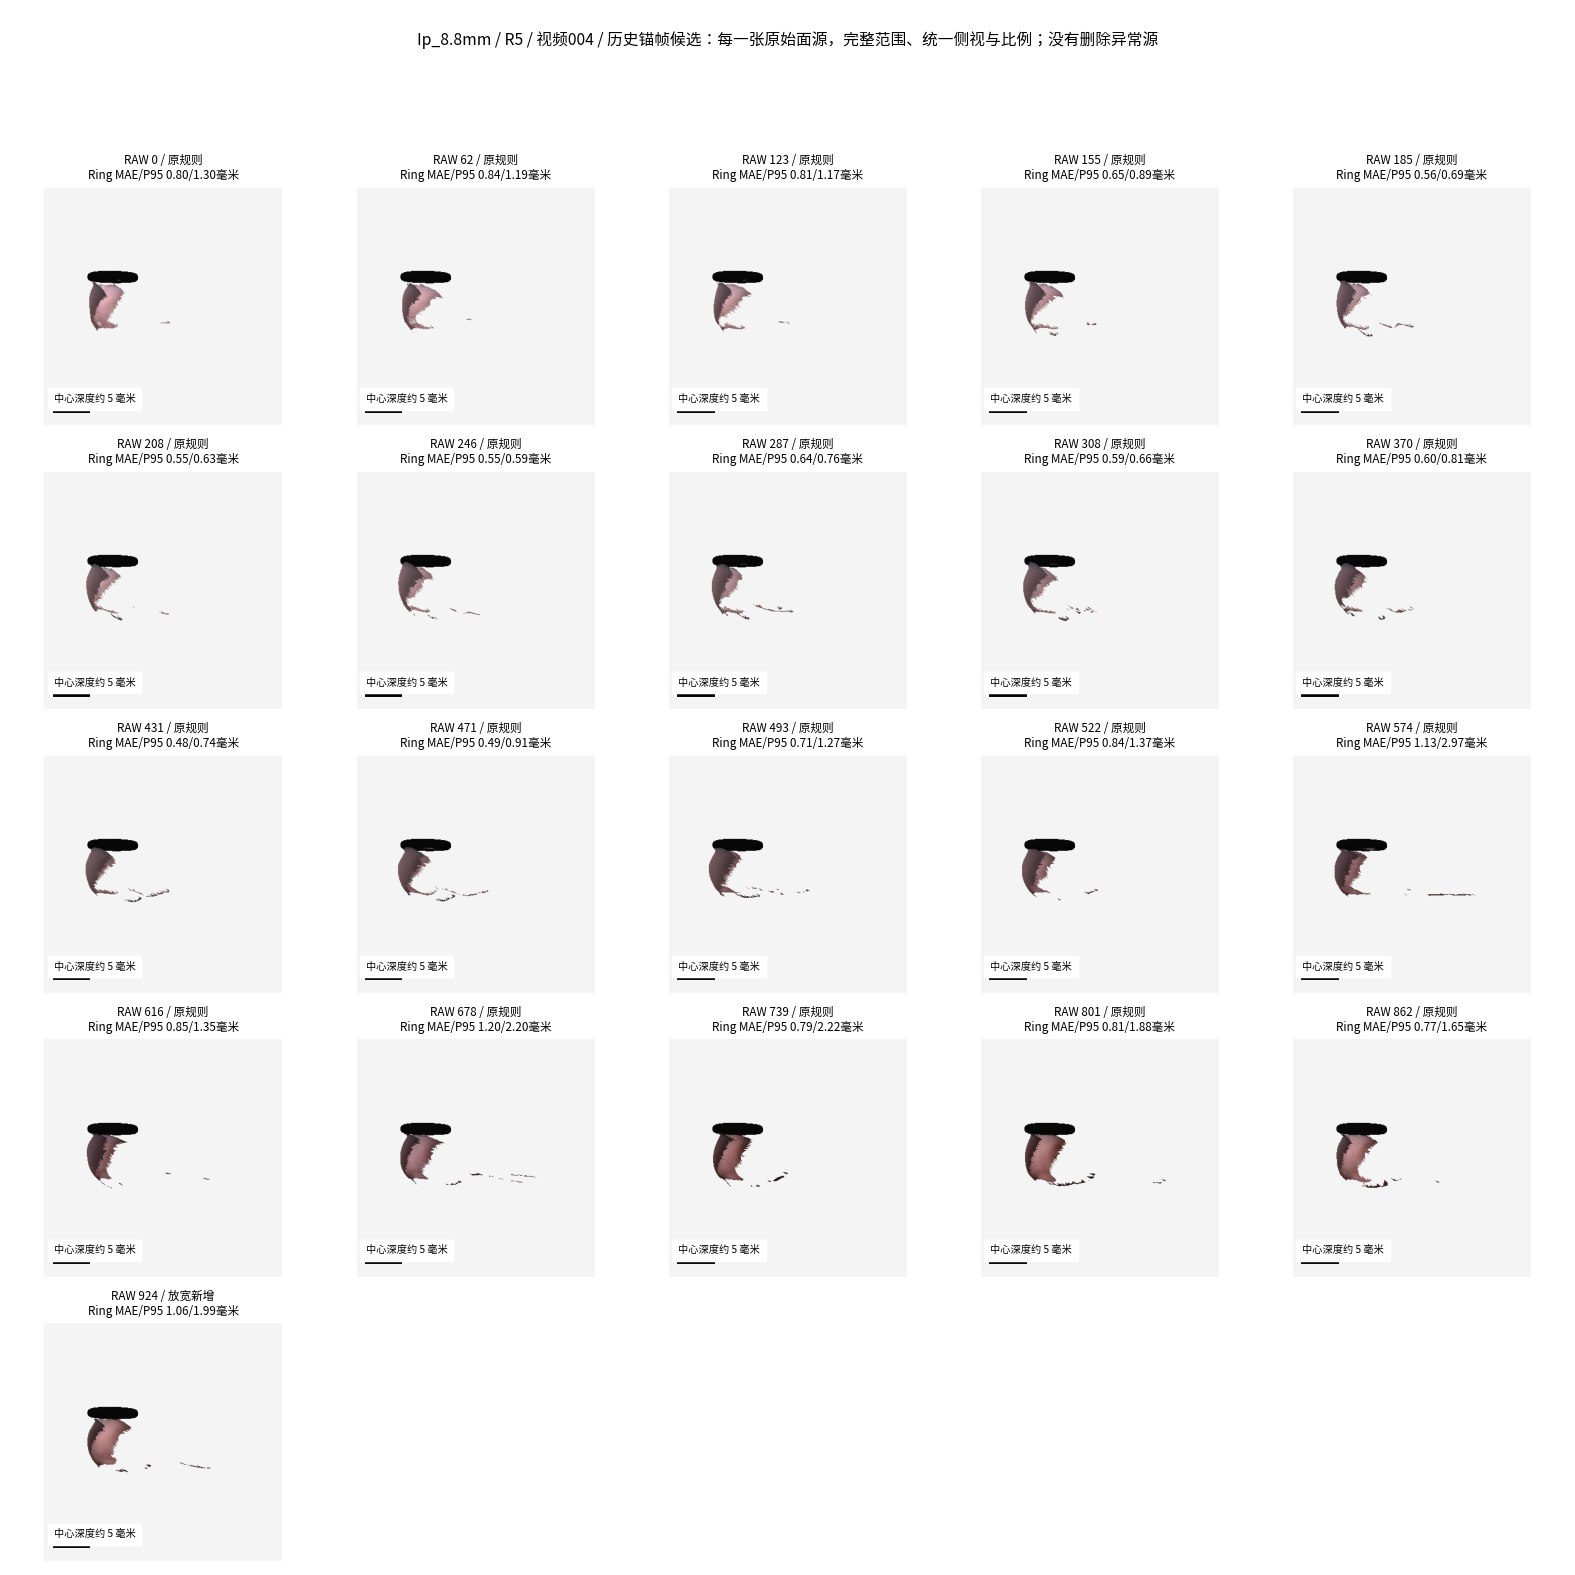 Ip_8.8mm / R5 / 视频004 / 历史锚帧候选：每一张原始面源，完整范围、统一侧视与比例；没有删除异常源
RAW 0 / 原规则
Ring MAE/P95 0.80/1.30毫米
中心深度约 5 毫米
RAW 62 / 原规则
Ring MAE/P95 0.84/1.19毫米
中心深度约 5 毫米
RAW 123 / 原规则
Ring MAE/P95 0.81/1.17毫米
中心深度约 5 毫米
RAW 155 / 原规则
Ring MAE/P95 0.65/0.89毫米
中心深度约 5 毫米
RAW 185 / 原规则
Ring MAE/P95 0.56/0.69毫米
中心深度约 5 毫米
RAW 208 / 原规则
Ring MAE/P95 0.55/0.63毫米
中心深度约 5 毫米
RAW 246 / 原规则
Ring MAE/P95 0.55/0.59毫米
中心深度约 5 毫米
RAW 287 / 原规则
Ring MAE/P95 0.64/0.76毫米
中心深度约 5 毫米
RAW 308 / 原规则
Ring MAE/P95 0.59/0.66毫米
中心深度约 5 毫米
RAW 370 / 原规则
Ring MAE/P95 0.60/0.81毫米
中心深度约 5 毫米
RAW 431 / 原规则
Ring MAE/P95 0.48/0.74毫米
中心深度约 5 毫米
RAW 471 / 原规则
Ring MAE/P95 0.49/0.91毫米
中心深度约 5 毫米
RAW 493 / 原规则
Ring MAE/P95 0.71/1.27毫米
中心深度约 5 毫米
RAW 522 / 原规则
Ring MAE/P95 0.84/1.37毫米
中心深度约 5 毫米
RAW 574 / 原规则
Ring MAE/P95 1.13/2.97毫米
中心深度约 5 毫米
RAW 616 / 原规则
Ring MAE/P95 0.85/1.35毫米
中心深度约 5 毫米
RAW 678 / 原规则
Ring MAE/P95 1.20/2.20毫米
中心深度约 5 毫米
RAW 739 / 原规则
Ring MAE/P95 0.79/2.22毫米
中心深度约 5 毫米
RAW 801 / 原规则
Ring MAE/P95 0.81/1.88毫米
中心深度约 5 毫米
RAW 862 / 原规则
Ring MAE/P95 0.77/1.65毫米
中心深度约 5 毫米
RAW 924 / 放宽新增
Ring MAE/P95 1.06/1.99毫米
中心深度约 5 毫米